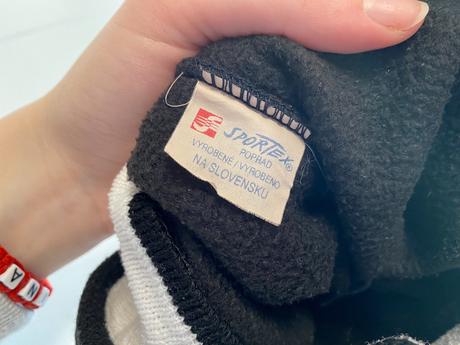 SPORTEX®
POPRAD
VYROBENÉ / VYROBENO
NA SLOVENSKU
N A